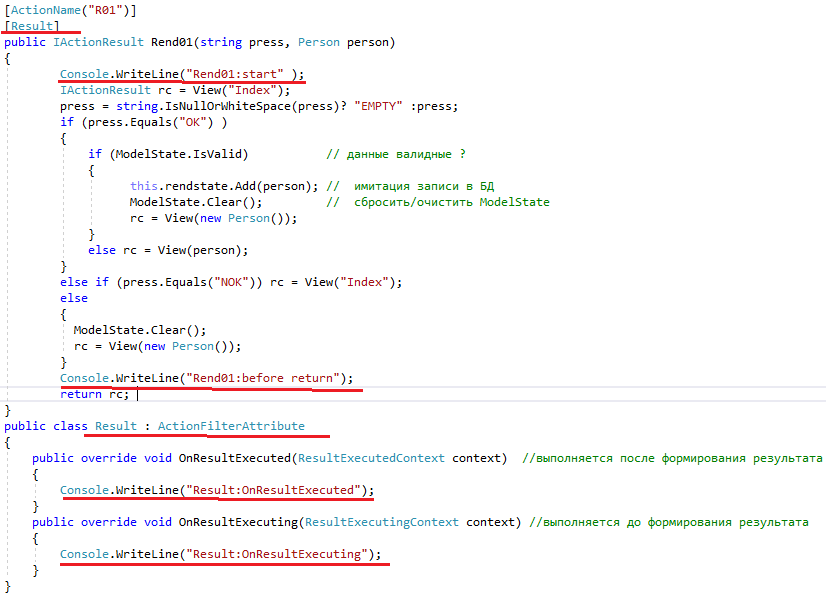 [ActionName("R01")]
[Result]
public IActionResult Rend01(string press, Person person)
{
Console.WriteLine("Rend01:start" );
IActionResult rc = View("Index");
press = string.IsNullOrWhiteSpace(press)? "EMPTY" :press;
if (press.Equals("OK") )
{
if (ModelState.IsValid) // данные валидные ?
{
this.rendstate.Add(person); // имитация записи в БД
ModelState.Clear(); // сбросить/очистить ModelState
rc = View(new Person());
}
else rc = View(person);
}
else if (press.Equals("NOK")) rc = View("Index");
else
{
ModelState.Clear();
rc = View(new Person());
}
Console.WriteLine("Rend01:before return");
return rc;
}
public class Result : ActionFilterAttribute
{
public override void OnResultExecuted(ResultExecutedContext context) //выполняется после формирования результата
{
Console.WriteLine("Result:OnResultExecuted");
}
public override void OnResultExecuting(ResultExecutingContext context) //выполняется до формирования результата
{
Console.WriteLine("Result:OnResultExecuting");
}
}